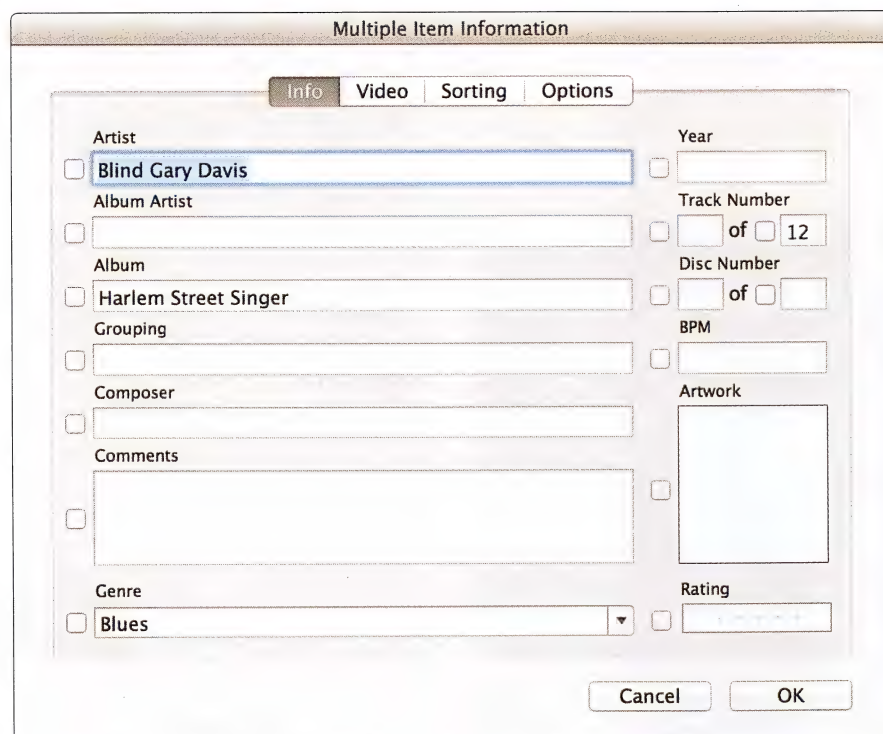 Multiple Item Information
Info Video Sorting Options
Artist
Blind Gary Davis
Year
Album Artist
Track Number
of 12
Album
Harlem Street Singer
Disc Number
of
Grouping
BPM
Composer
Artwork
Comments
Genre
Blues
Rating
Cancel OK